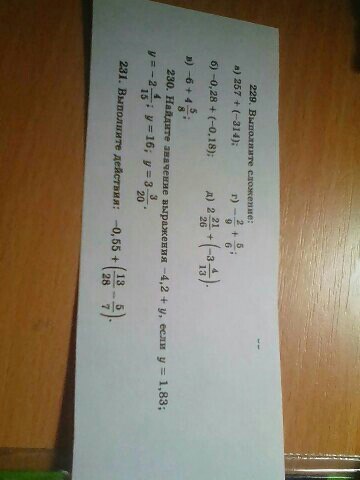 229. Выполните сложение:
а) 257 + (−314);   г) −2/9 + 5/6;
б) −0,28 + (−0,18);   д) 2 21/26 + (−3 4/13).
в) −6 + 4 5/8;
230. Найдите значение выражения −4,2 + y, если y = 1,83;
y = −2 4/15; y = 16; y = 3 3/20.
231. Выполните действия: −0,55 + (13/28 − 5/7).